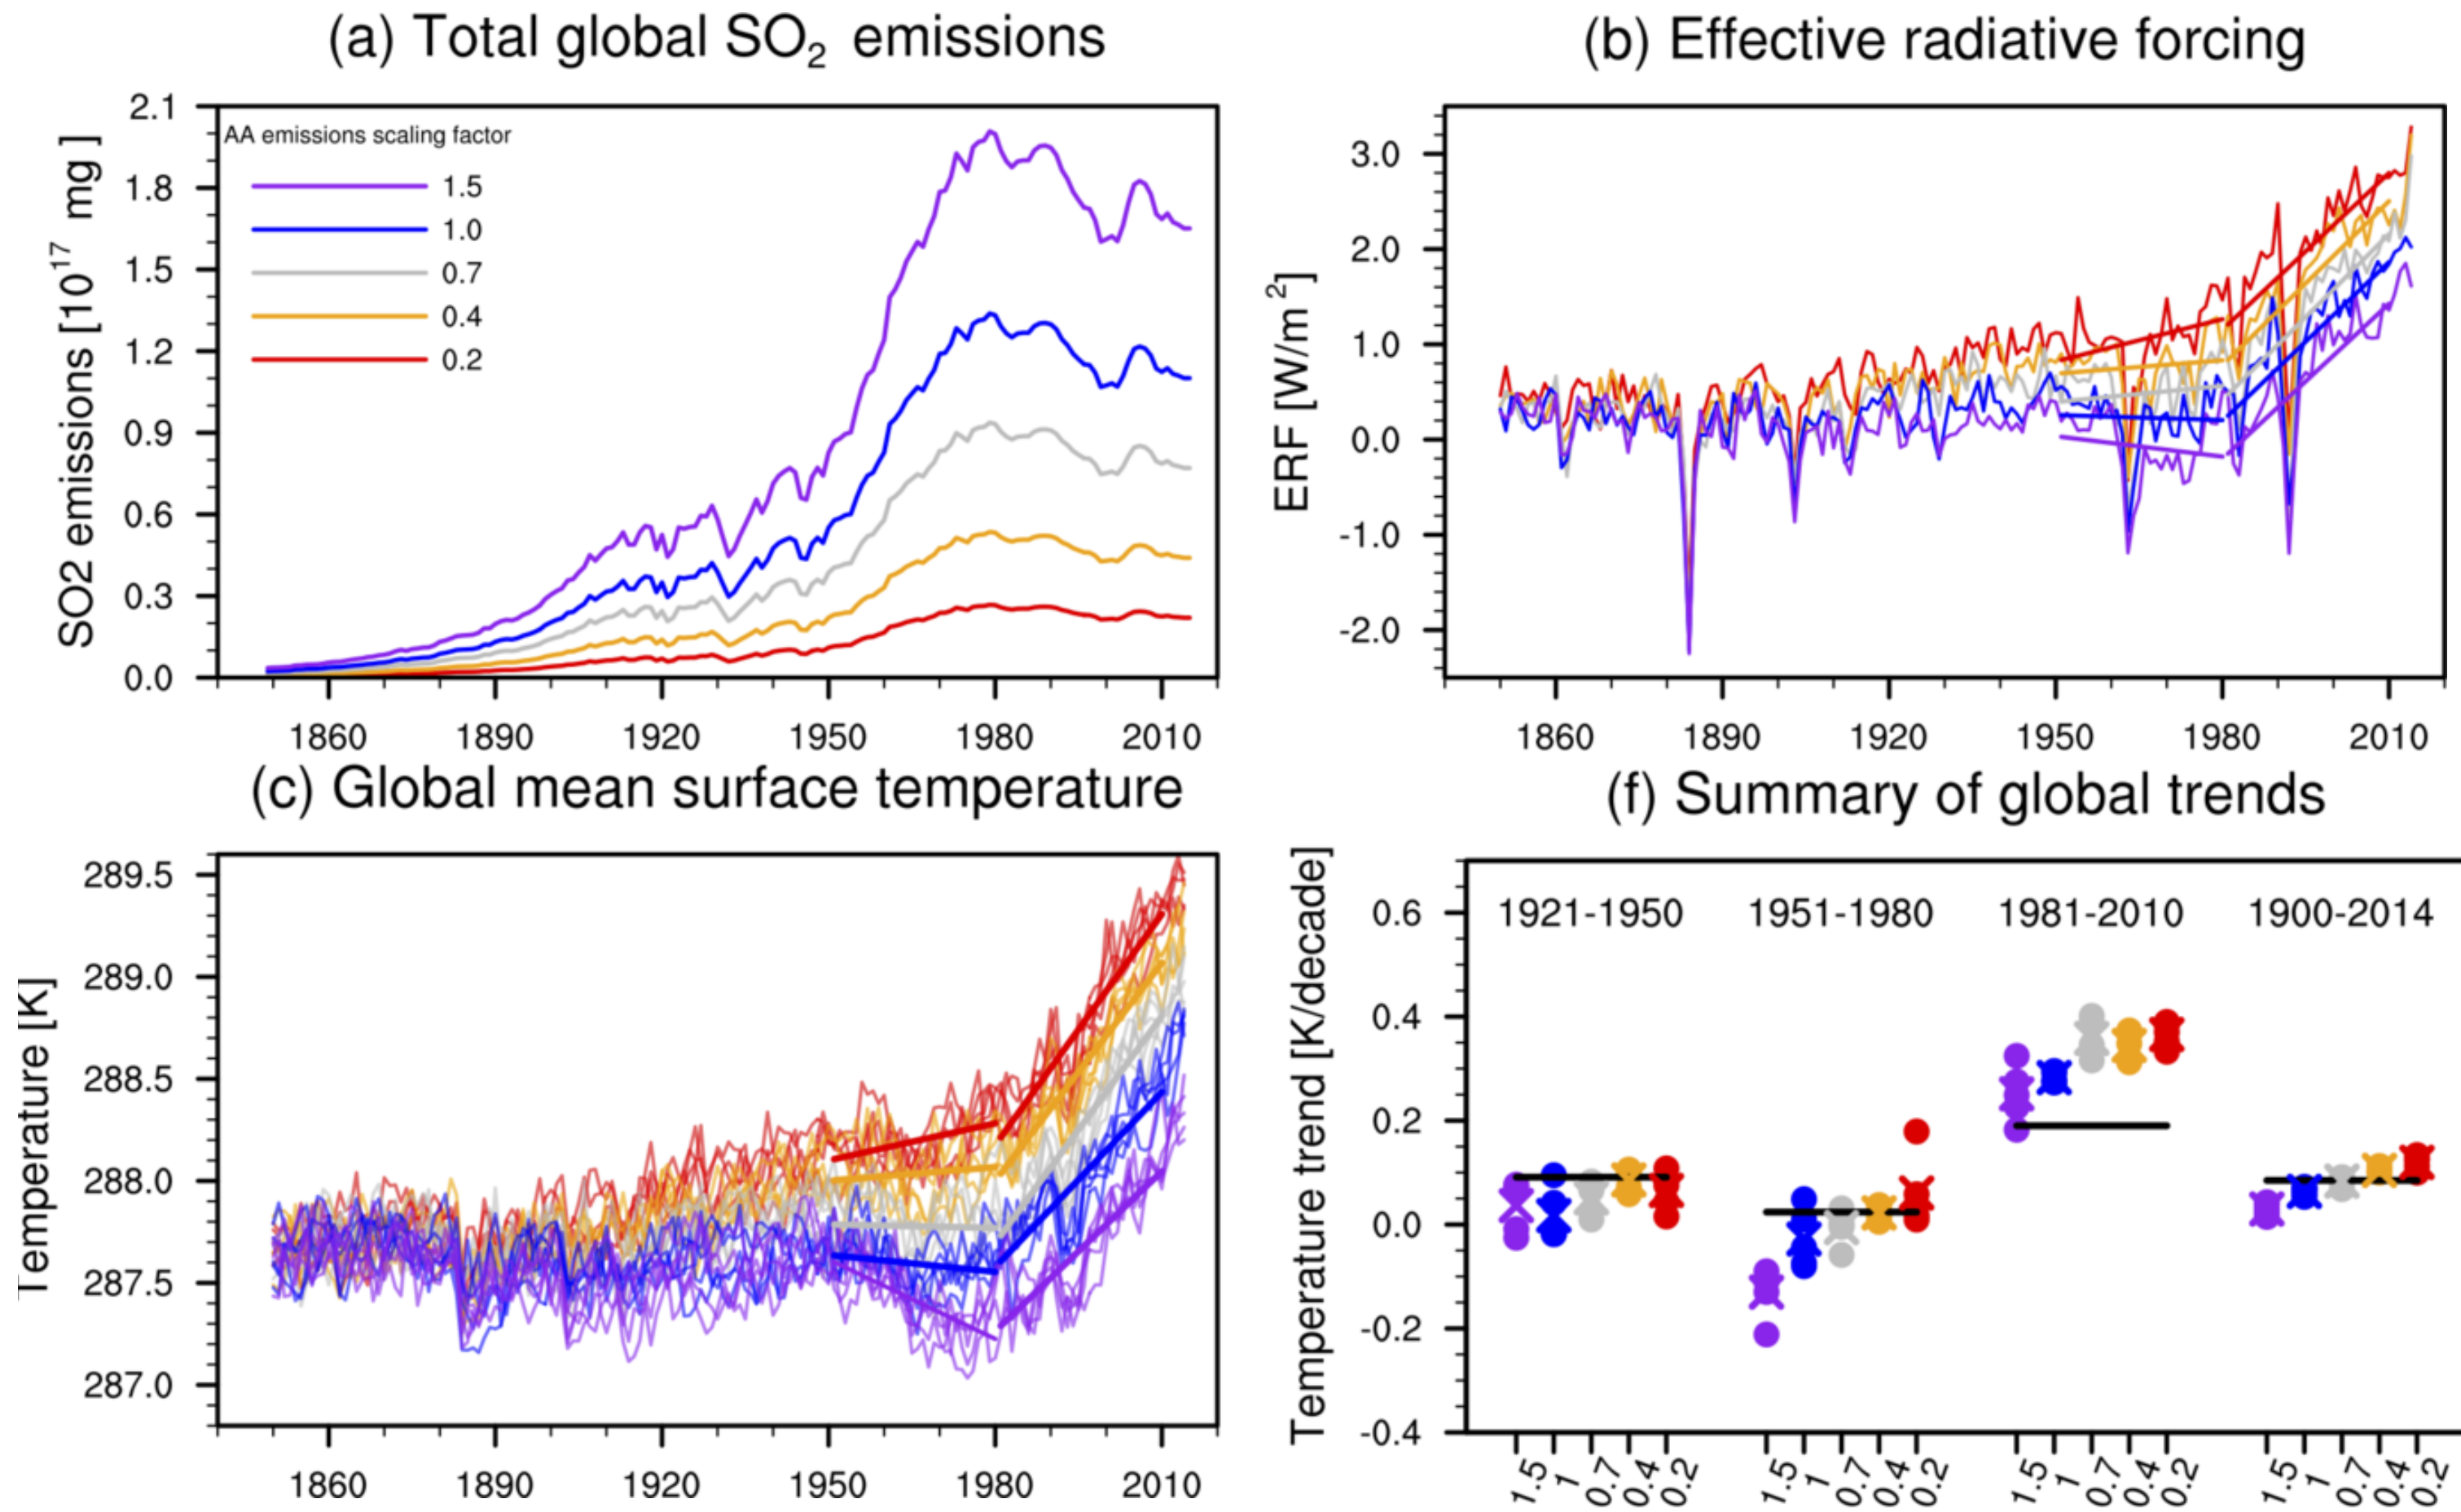 (a) Total global SO₂ emissions
SO2 emissions [10¹⁷ mg ]
2.1
1.8
1.5
1.2
0.9
0.6
0.3
0.0
AA emissions scaling factor
1.5
1.0
0.7
0.4
0.2
1860 1890 1920 1950 1980 2010
(b) Effective radiative forcing
ERF [W/m²]
3.0
2.0
1.0
0.0
-1.0
-2.0
1860 1890 1920 1950 1980 2010
(c) Global mean surface temperature
Temperature [K]
289.5
289.0
288.5
288.0
287.5
287.0
1860 1890 1920 1950 1980 2010
(f) Summary of global trends
Temperature trend [K/decade]
0.6
0.4
0.2
0.0
-0.2
-0.4
1921-1950 1951-1980 1981-2010 1900-2014
1.5 1 0.7 0.4 0.2 1.5 1 0.7 0.4 0.2 1.5 1 0.7 0.4 0.2 1.5 1 0.7 0.4 0.2